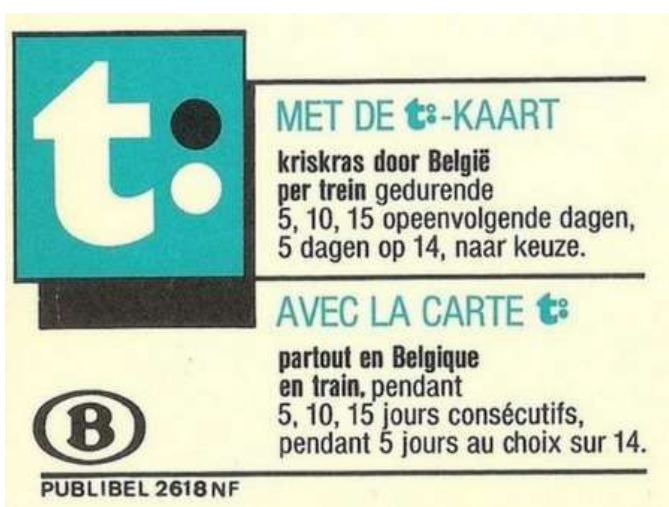 t:
MET DE t:-KAART
kriskras door België
per trein gedurende
5, 10, 15 opeenvolgende dagen,
5 dagen op 14, naar keuze.
AVEC LA CARTE t:
partout en Belgique
en train, pendant
5, 10, 15 jours consécutifs,
pendant 5 jours au choix sur 14.
B
PUBLIBEL 2618 NF